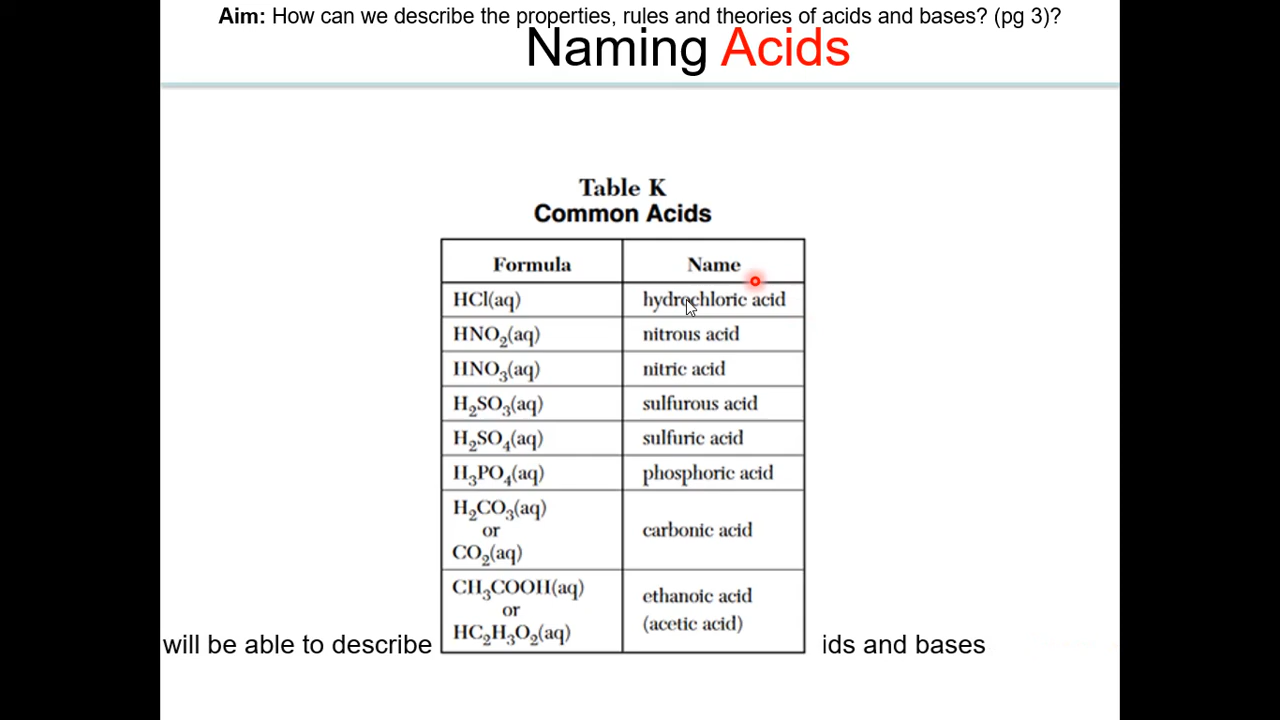 Aim: How can we describe the properties, rules and theories of acids and bases? (pg 3)?
Naming Acids
Table K
Common Acids
Formula Name
HCl(aq) hydrochloric acid
HNO₂(aq) nitrous acid
HNO₃(aq) nitric acid
H₂SO₃(aq) sulfurous acid
H₂SO₄(aq) sulfuric acid
H₃PO₄(aq) phosphoric acid
H₂CO₃(aq)
or
CO₂(aq)
carbonic acid
CH₃COOH(aq)
or
HC₂H₃O₂(aq)
ethanoic acid
(acetic acid)
will be able to describe ids and bases